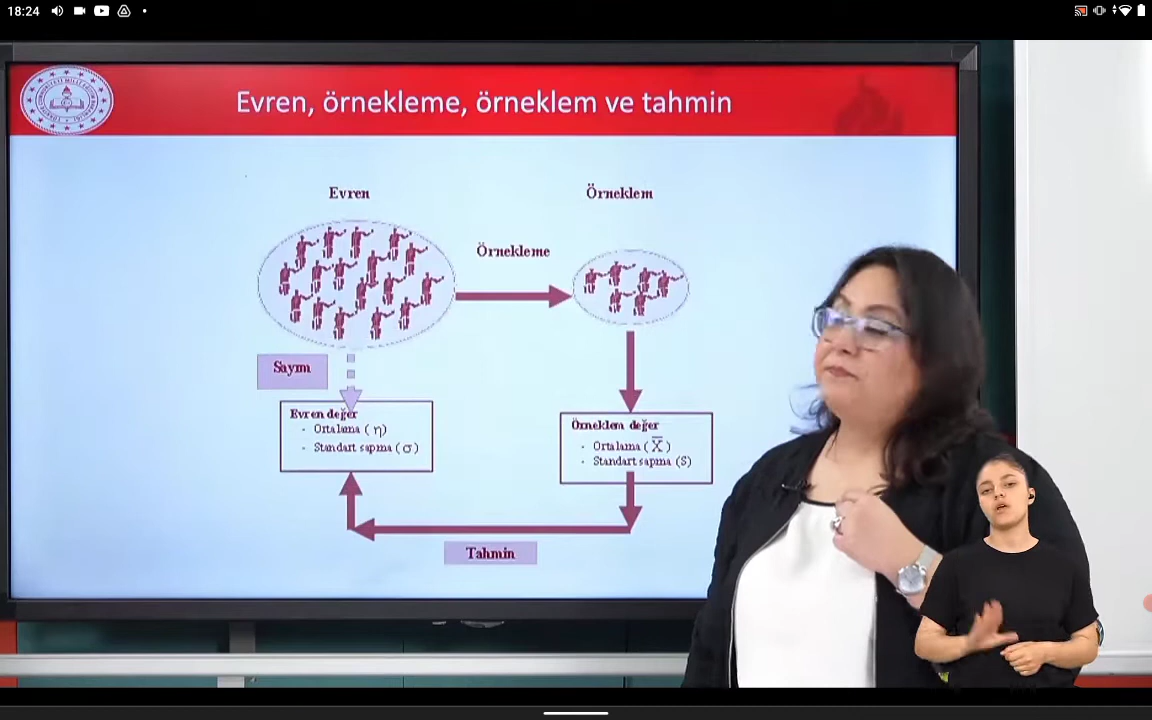 18:24
Evren, örnekleme, örneklem ve tahmin
Evren
Örneklem
Örnekleme
Sayım
Evren değer
- Ortalama ( η )
- Standart sapma ( σ )
Örneklem değer
- Ortalama ( X̅ )
- Standart sapma (S)
Tahmin